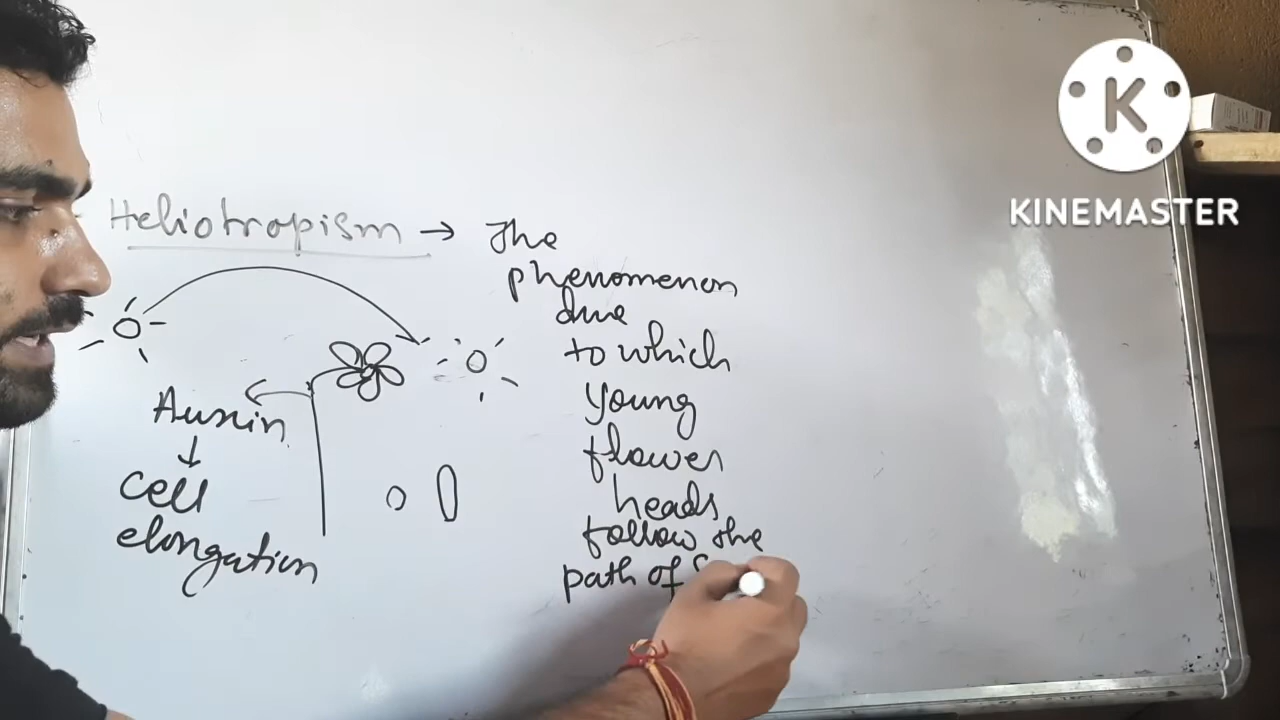 Heliotropism → The
phenomenon
due
to which
young
flower
heads
follow the
path of S
Auxin
↓
Cell
elongation
K
KINEMASTER